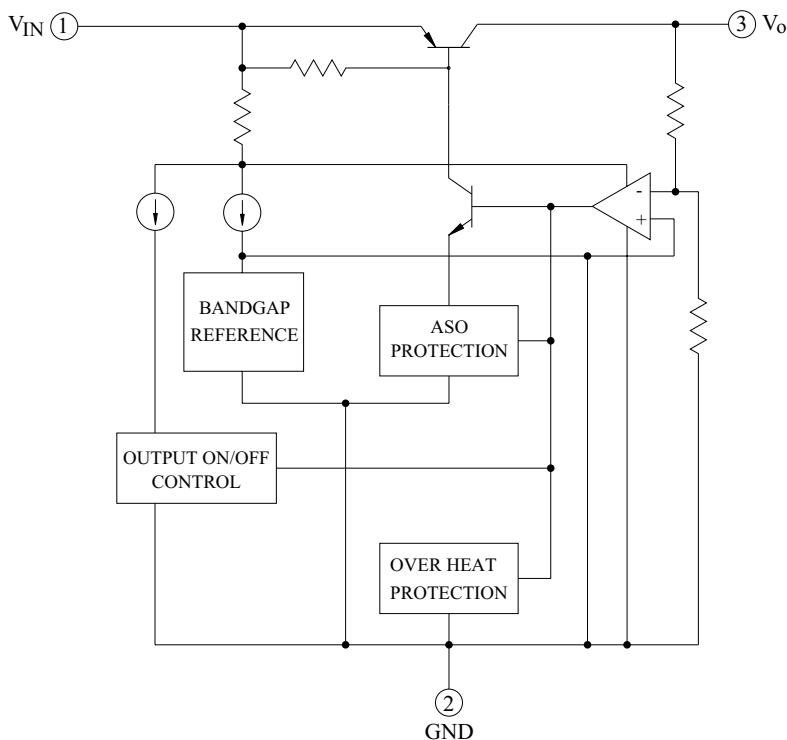 VIN 1
3 Vo
-
+
BANDGAP
REFERENCE
ASO
PROTECTION
OUTPUT ON/OFF
CONTROL
OVER HEAT
PROTECTION
2
GND